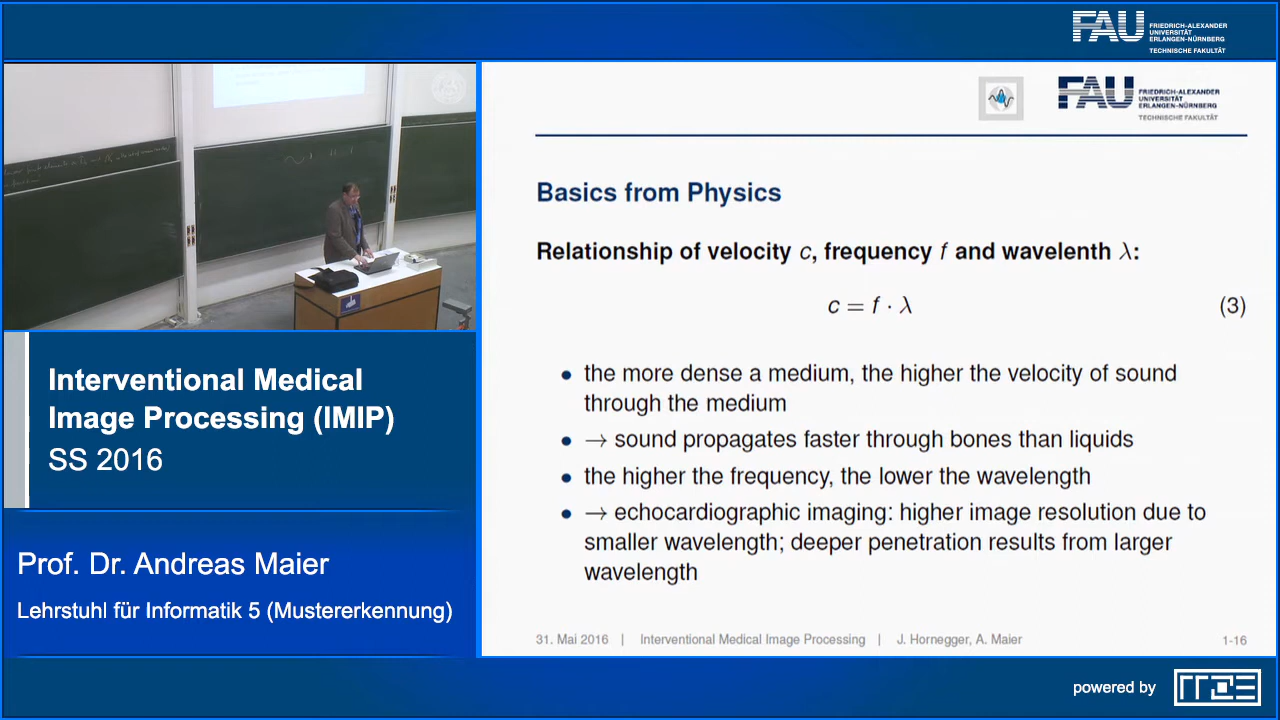 FAU FRIEDRICH-ALEXANDER
UNIVERSITÄT
ERLANGEN-NÜRNBERG
TECHNISCHE FAKULTÄT
FAU FRIEDRICH-ALEXANDER
UNIVERSITÄT
ERLANGEN-NÜRNBERG
TECHNISCHE FAKULTÄT
Basics from Physics
Relationship of velocity c, frequency f and wavelenth λ:
c = f · λ (3)
• the more dense a medium, the higher the velocity of sound
through the medium
• → sound propagates faster through bones than liquids
• the higher the frequency, the lower the wavelength
• → echocardiographic imaging: higher image resolution due to
smaller wavelength; deeper penetration results from larger
wavelength
31. Mai 2016 | Interventional Medical Image Processing | J. Hornegger, A. Maier 1-16
Interventional Medical
Image Processing (IMIP)
SS 2016
Prof. Dr. Andreas Maier
Lehrstuhl für Informatik 5 (Mustererkennung)
powered by